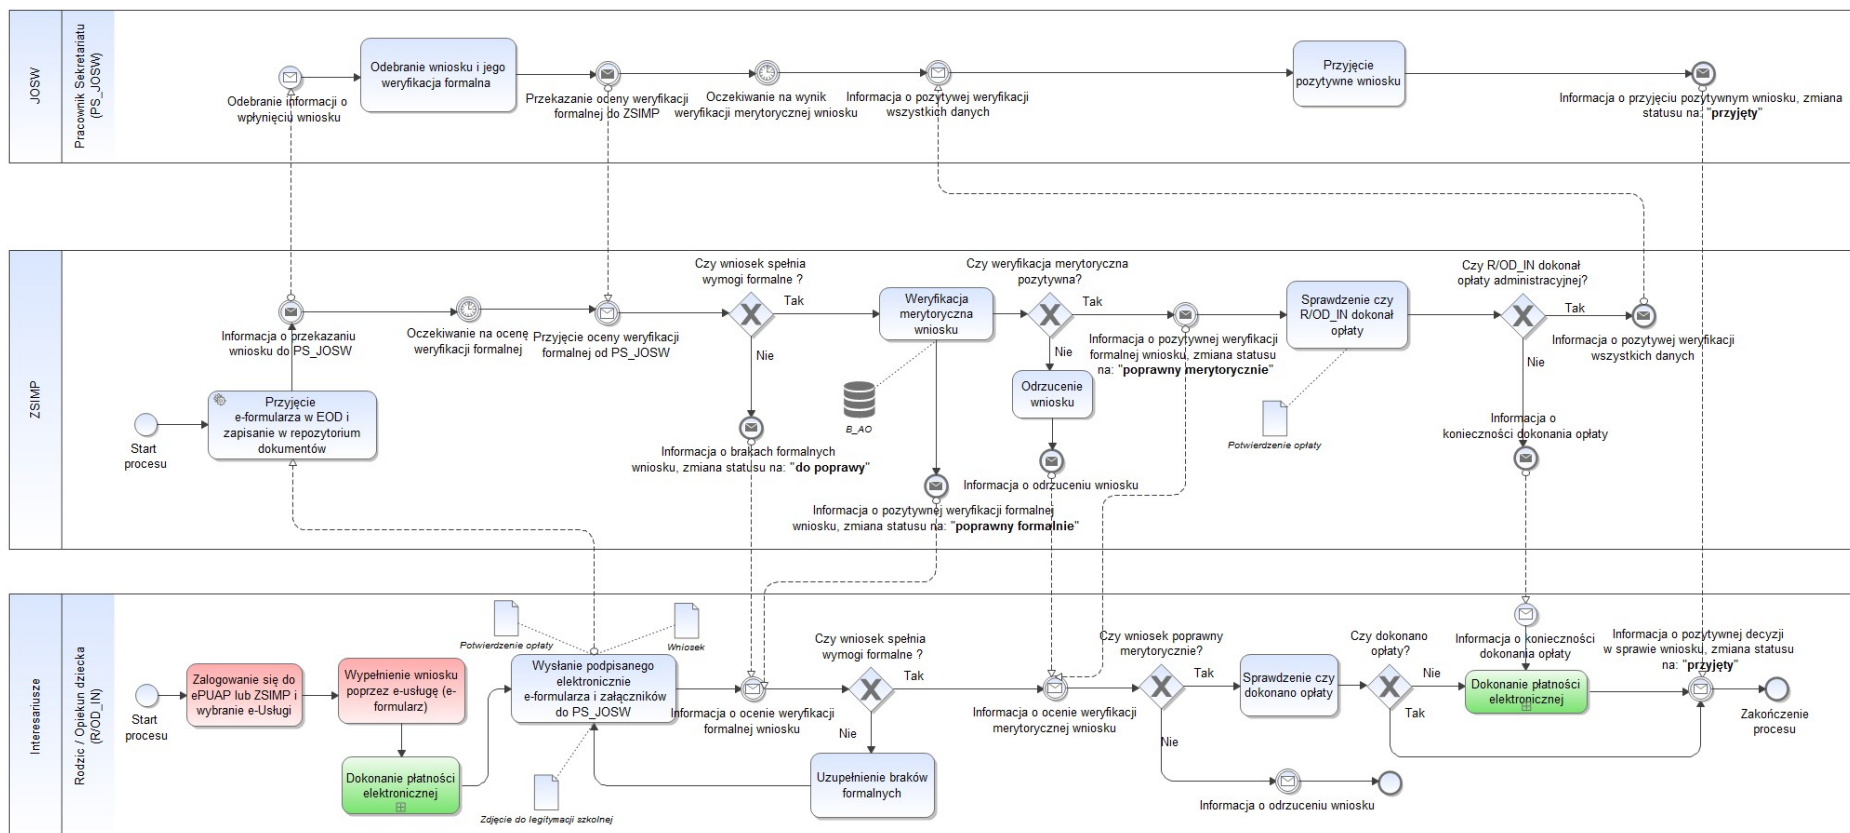 JOSW
Pracownik Sekretariatu
(PS_JOSW)
Odebranie informacji o
wpłynięciu wniosku
Odebranie wniosku i jego
weryfikacja formalna
Przekazanie oceny weryfikacji
formalnej do ZSIMP
Oczekiwanie na wynik
weryfikacji merytorycznej wniosku
Informacja o pozytywej weryfikacji
wszystkich danych
Przyjęcie
pozytywne wniosku
Informacja o przyjęciu pozytywnym wniosku, zmiana
statusu na: "przyjęty"
ZSIMP
Start
procesu
Przyjęcie
e-formularza w EOD i
zapisanie w repozytorium
dokumentów
Informacja o przekazaniu
wniosku do PS_JOSW
Oczekiwanie na ocenę
weryfikacji formalnej
Przyjęcie oceny weryfikacji
formalnej od PS_JOSW
Czy wniosek spełnia
wymogi formalne ?
Tak
Nie
Informacja o brakach formalnych
wniosku, zmiana statusu na: "do poprawy"
Weryfikacja
merytoryczna
wniosku
B_AO
Informacja o pozytywnej weryfikacji formalnej
wniosku, zmiana statusu na: "poprawny formalnie"
Czy weryfikacja merytoryczna
pozytywna?
Tak
Nie
Odrzucenie
wniosku
Informacja o odrzuceniu wniosku
Informacja o pozytywnej weryfikacji
formalnej wniosku, zmiana statusu
na: "poprawny merytorycznie"
Sprawdzenie czy
R/OD_IN dokonał
opłaty
Potwierdzenie opłaty
Czy R/OD_IN dokonał
opłaty administracyjnej?
Tak
Nie
Informacja o pozytywej weryfikacji
wszystkich danych
Informacja o
konieczności dokonania opłaty
Interesariusze
Rodzic / Opiekun dziecka
(R/OD_IN)
Start
procesu
Zalogowanie się do
ePUAP lub ZSIMP i
wybranie e-Usługi
Wypełnienie wniosku
poprzez e-usługę (e-
formularz)
Dokonanie płatności
elektronicznej
Potwierdzenie opłaty
Wniosek
Wysłanie podpisanego
elektronicznie
e-formularza i załączników
do PS_JOSW
Zdjęcie do legitymacji szkolnej
Informacja o ocenie weryfikacji
formalnej wniosku
Czy wniosek spełnia
wymogi formalne ?
Tak
Nie
Uzupełnienie braków
formalnych
Informacja o ocenie weryfikacji
merytorycznej wniosku
Czy wniosek poprawny
merytorycznie?
Tak
Nie
Informacja o odrzuceniu wniosku
Sprawdzenie czy
dokonano opłaty
Czy dokonano
opłaty?
Nie
Tak
Informacja o konieczności
dokonania opłaty
Dokonanie płatności
elektronicznej
Informacja o pozytywnej decyzji
w sprawie wniosku, zmiana statusu
na: "przyjęty"
Zakończenie
procesu